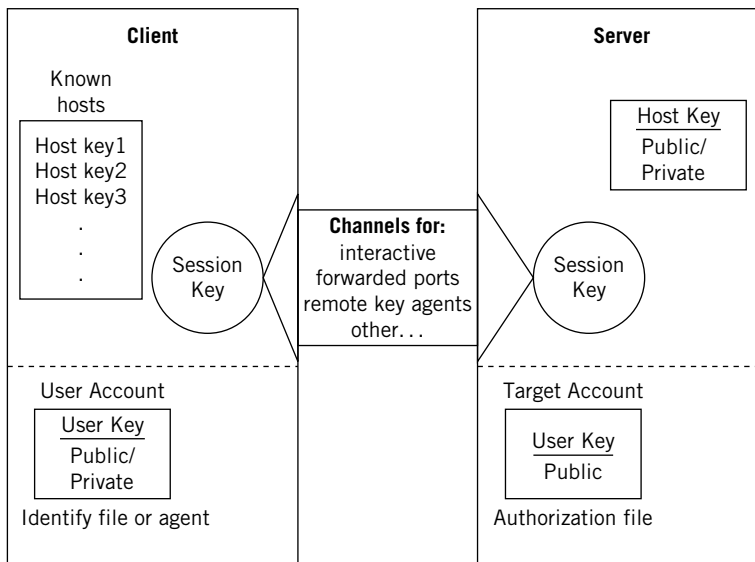 Client
Known
hosts
Host key1
Host key2
Host key3
.
.
.
Session
Key
User Account
User Key
Public/
Private
Identify file or agent
Channels for:
interactive
forwarded ports
remote key agents
other...
Server
Host Key
Public/
Private
Session
Key
Target Account
User Key
Public
Authorization file